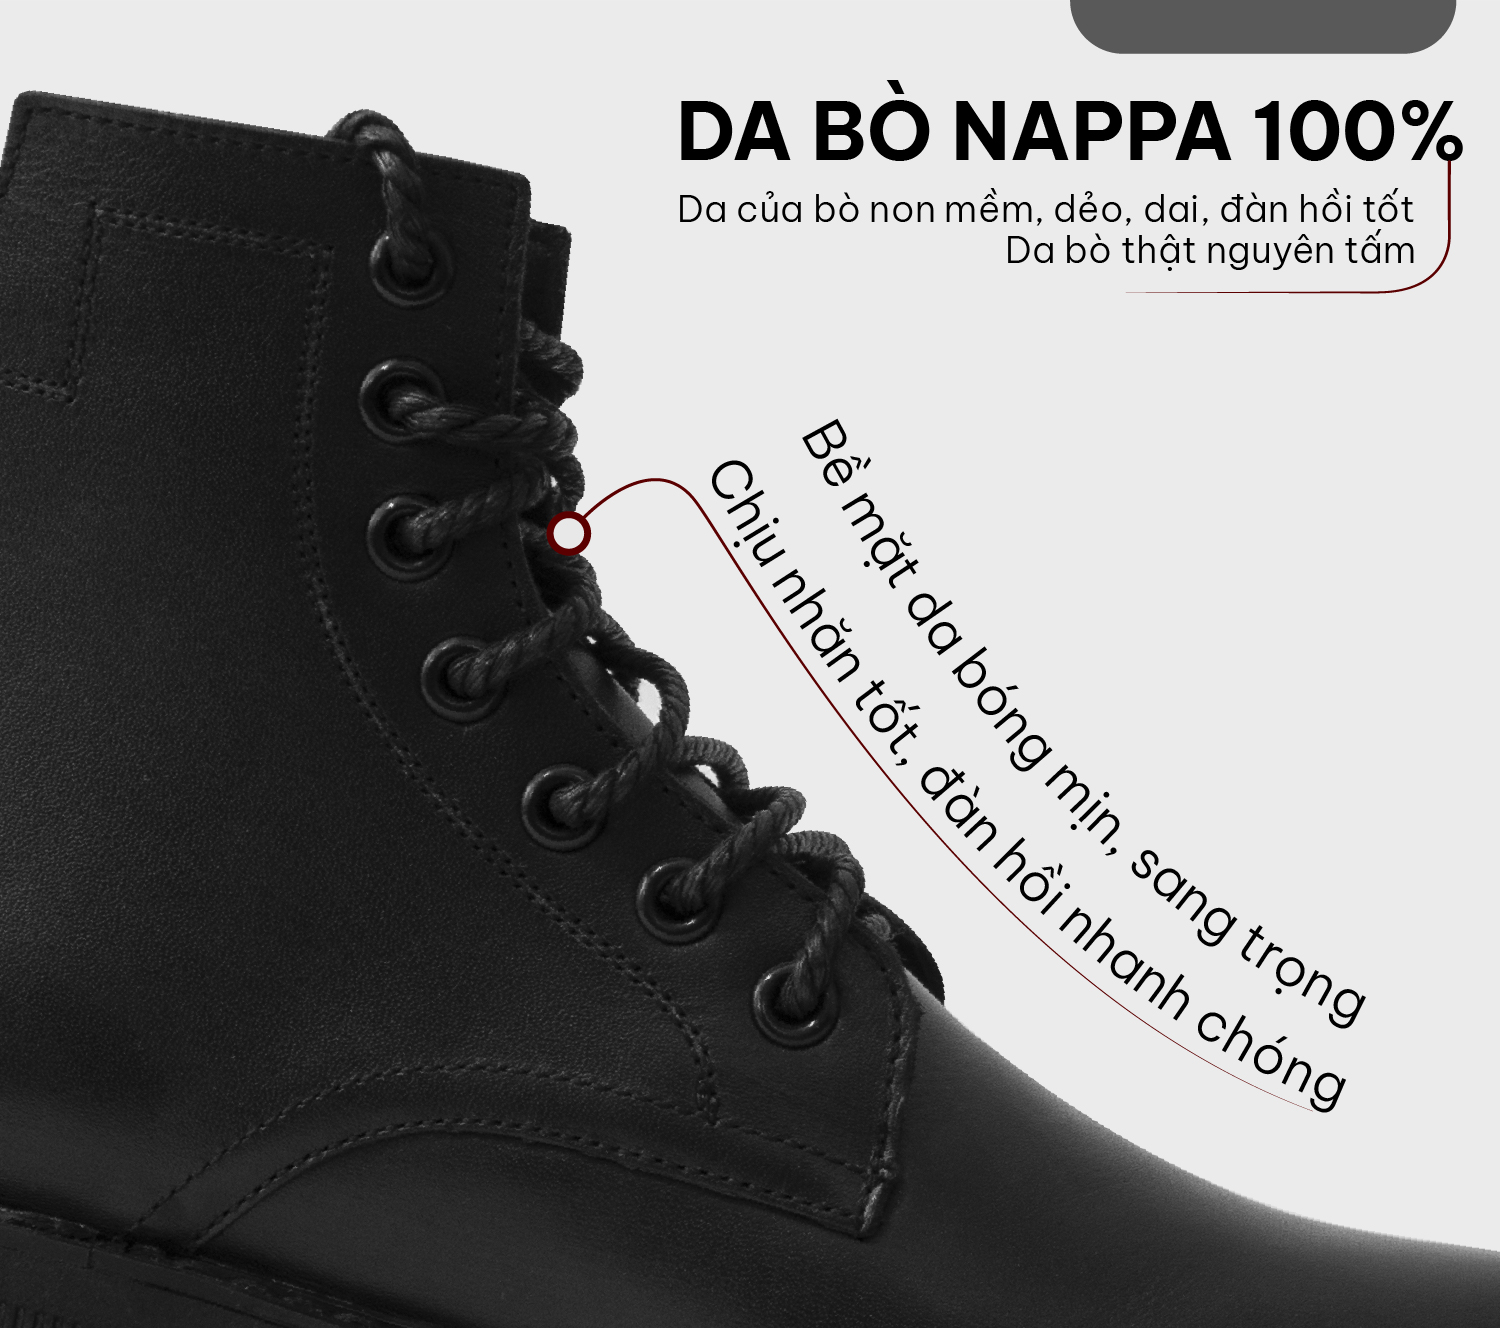 DA BÒ NAPPA 100%
Da của bò non mềm, dẻo, dai, đàn hồi tốt
Da bò thật nguyên tấm
Bề mặt da bóng mịn, sang trọng
Chịu nhăn tốt, đàn hồi nhanh chóng